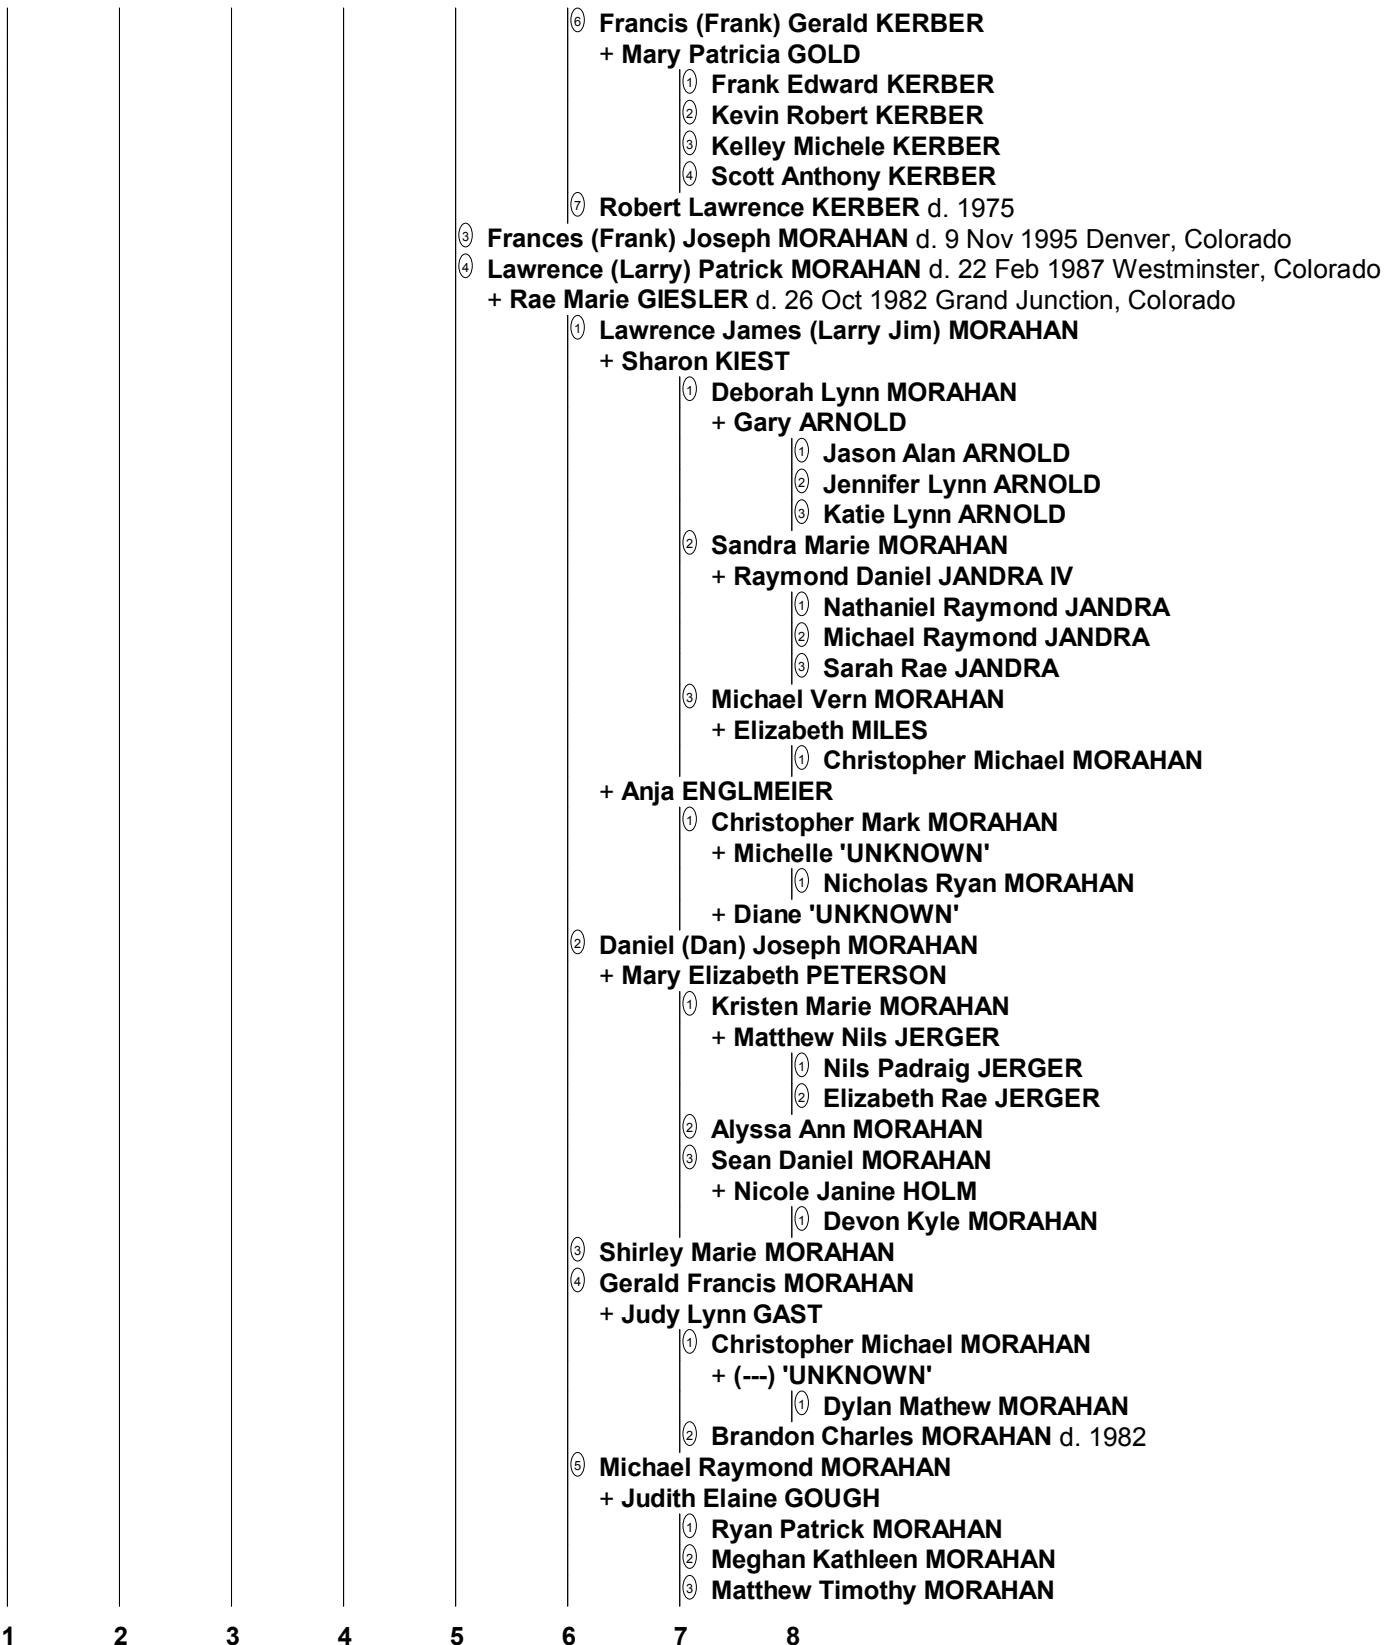 ⑥ Francis (Frank) Gerald KERBER
+ Mary Patricia GOLD
① Frank Edward KERBER
② Kevin Robert KERBER
③ Kelley Michele KERBER
④ Scott Anthony KERBER
⑦ Robert Lawrence KERBER d. 1975
③ Frances (Frank) Joseph MORAHAN d. 9 Nov 1995 Denver, Colorado
④ Lawrence (Larry) Patrick MORAHAN d. 22 Feb 1987 Westminster, Colorado
+ Rae Marie GIESLER d. 26 Oct 1982 Grand Junction, Colorado
① Lawrence James (Larry Jim) MORAHAN
+ Sharon KIEST
① Deborah Lynn MORAHAN
+ Gary ARNOLD
① Jason Alan ARNOLD
② Jennifer Lynn ARNOLD
③ Katie Lynn ARNOLD
② Sandra Marie MORAHAN
+ Raymond Daniel JANDRA IV
① Nathaniel Raymond JANDRA
② Michael Raymond JANDRA
③ Sarah Rae JANDRA
③ Michael Vern MORAHAN
+ Elizabeth MILES
① Christopher Michael MORAHAN
+ Anja ENGLMEIER
① Christopher Mark MORAHAN
+ Michelle 'UNKNOWN'
① Nicholas Ryan MORAHAN
+ Diane 'UNKNOWN'
② Daniel (Dan) Joseph MORAHAN
+ Mary Elizabeth PETERSON
① Kristen Marie MORAHAN
+ Matthew Nils JERGER
① Nils Padraig JERGER
② Elizabeth Rae JERGER
② Alyssa Ann MORAHAN
③ Sean Daniel MORAHAN
+ Nicole Janine HOLM
① Devon Kyle MORAHAN
③ Shirley Marie MORAHAN
④ Gerald Francis MORAHAN
+ Judy Lynn GAST
① Christopher Michael MORAHAN
+ (---) 'UNKNOWN'
① Dylan Mathew MORAHAN
② Brandon Charles MORAHAN d. 1982
⑤ Michael Raymond MORAHAN
+ Judith Elaine GOUGH
① Ryan Patrick MORAHAN
② Meghan Kathleen MORAHAN
③ Matthew Timothy MORAHAN
1 2 3 4 5 6 7 8